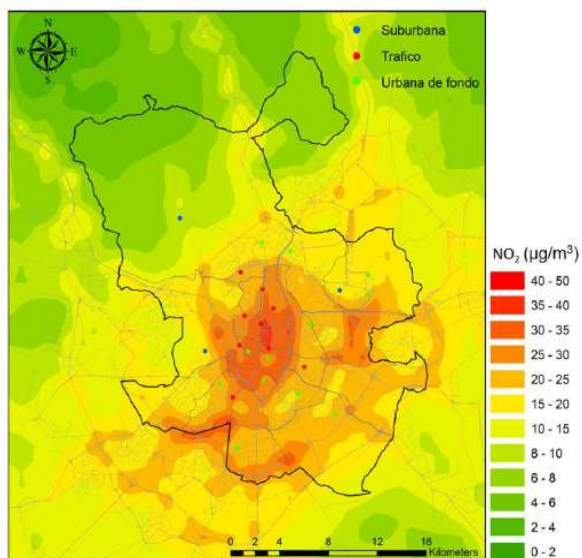 N
W E
S
Suburbana
Trafico
Urbana de fondo
NO₂ (µg/m³)
40 - 50
35 - 40
30 - 35
25 - 30
20 - 25
15 - 20
10 - 15
8 - 10
6 - 8
4 - 6
2 - 4
0 - 2
0 2 4 8 12 16
Kilometers